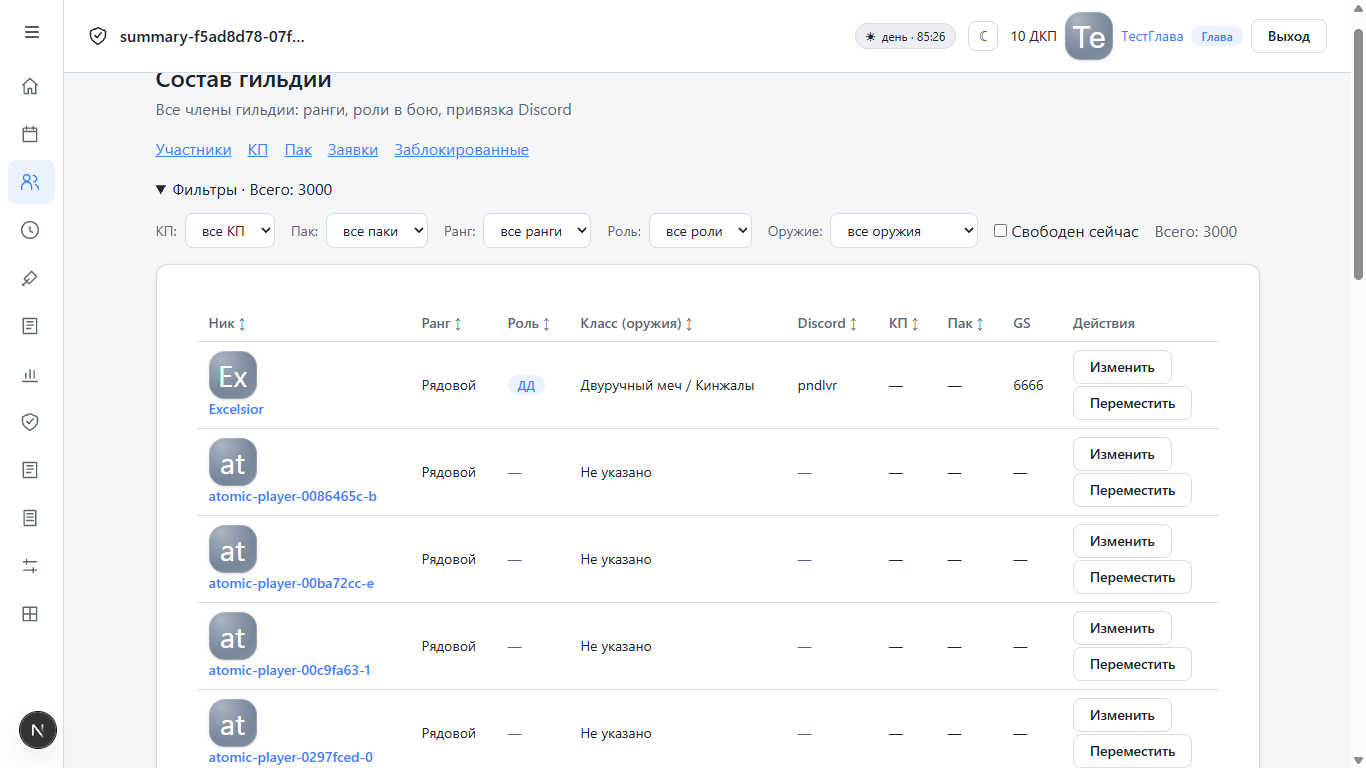 summary-f5ad8d78-07f...
день · 85:26
10 ДКП
Te
ТестГлава
Глава
Выход
Состав гильдии
Все члены гильдии: ранги, роли в бою, привязка Discord
Участники КП Пак Заявки Заблокированные
▼ Фильтры · Всего: 3000
КП: все КП Пак: все паки Ранг: все ранги Роль: все роли Оружие: все оружия Свободен сейчас Всего: 3000
Ник ↕ Ранг ↕ Роль ↕ Класс (оружия) ↕ Discord ↕ КП ↕ Пак ↕ GS Действия
Ex
Excelsior
Рядовой ДД Двуручный меч / Кинжалы pndlvr — — 6666
Изменить
Переместить
at
atomic-player-0086465c-b
Рядовой — Не указано — — — —
Изменить
Переместить
at
atomic-player-00ba72cc-e
Рядовой — Не указано — — — —
Изменить
Переместить
at
atomic-player-00c9fa63-1
Рядовой — Не указано — — — —
Изменить
Переместить
at
atomic-player-0297fced-0
Рядовой — Не указано — — — —
Изменить
Переместить
N